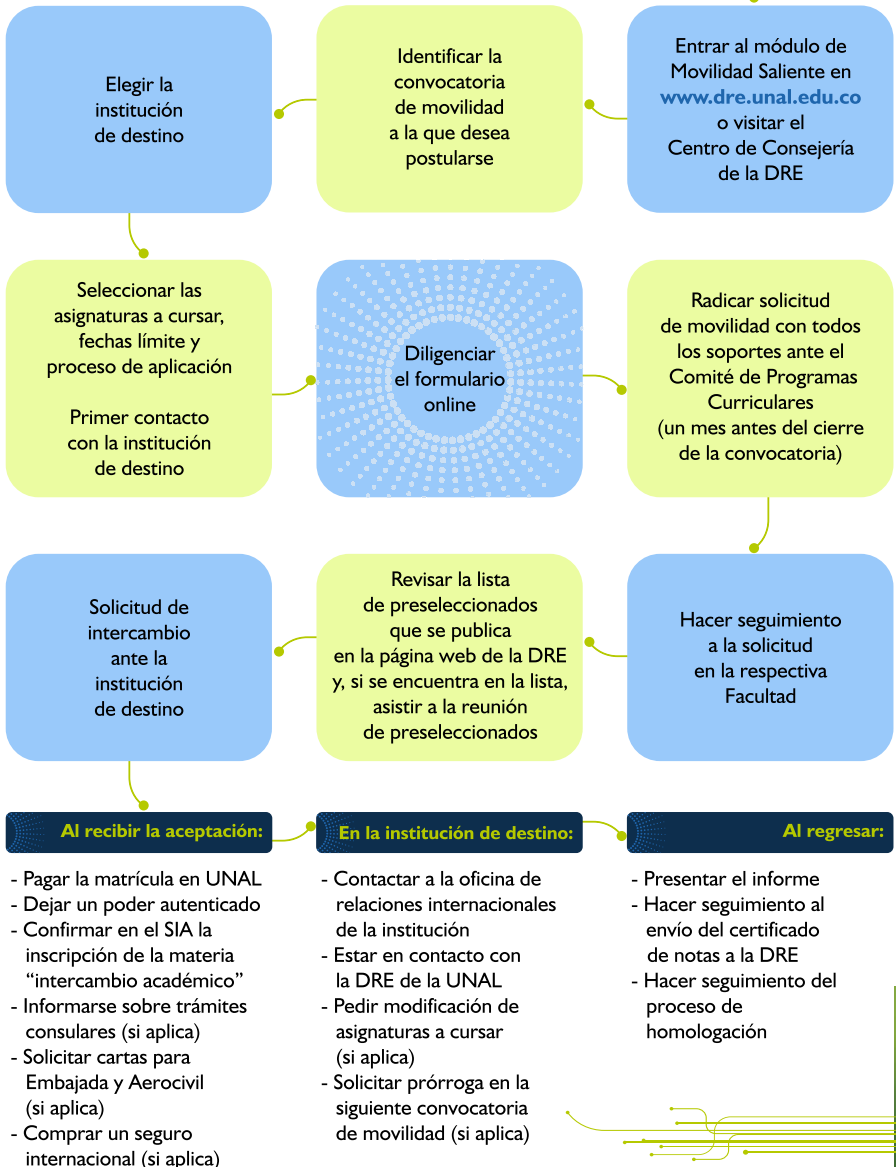 Entrar al módulo de
Movilidad Saliente en
www.dre.unal.edu.co
o visitar el
Centro de Consejería
de la DRE
Identificar la
convocatoria
de movilidad
a la que desea
postularse
Elegir la
institución
de destino
Seleccionar las
asignaturas a cursar,
fechas límite y
proceso de aplicación
Primer contacto
con la institución
de destino
Diligenciar
el formulario
online
Radicar solicitud
de movilidad con todos
los soportes ante el
Comité de Programas
Curriculares
(un mes antes del cierre
de la convocatoria)
Hacer seguimiento
a la solicitud
en la respectiva
Facultad
Revisar la lista
de preseleccionados
que se publica
en la página web de la DRE
y, si se encuentra en la lista,
asistir a la reunión
de preseleccionados
Solicitud de
intercambio
ante la
institución
de destino
Al recibir la aceptación:
- Pagar la matrícula en UNAL
- Dejar un poder autenticado
- Confirmar en el SIA la
inscripción de la materia
“intercambio académico”
- Informarse sobre trámites
consulares (si aplica)
- Solicitar cartas para
Embajada y Aerocivil
(si aplica)
- Comprar un seguro
internacional (si aplica)
En la institución de destino:
- Contactar a la oficina de
relaciones internacionales
de la institución
- Estar en contacto con
la DRE de la UNAL
- Pedir modificación de
asignaturas a cursar
(si aplica)
- Solicitar prórroga en la
siguiente convocatoria
de movilidad (si aplica)
Al regresar:
- Presentar el informe
- Hacer seguimiento al
envío del certificado
de notas a la DRE
- Hacer seguimiento del
proceso de
homologación